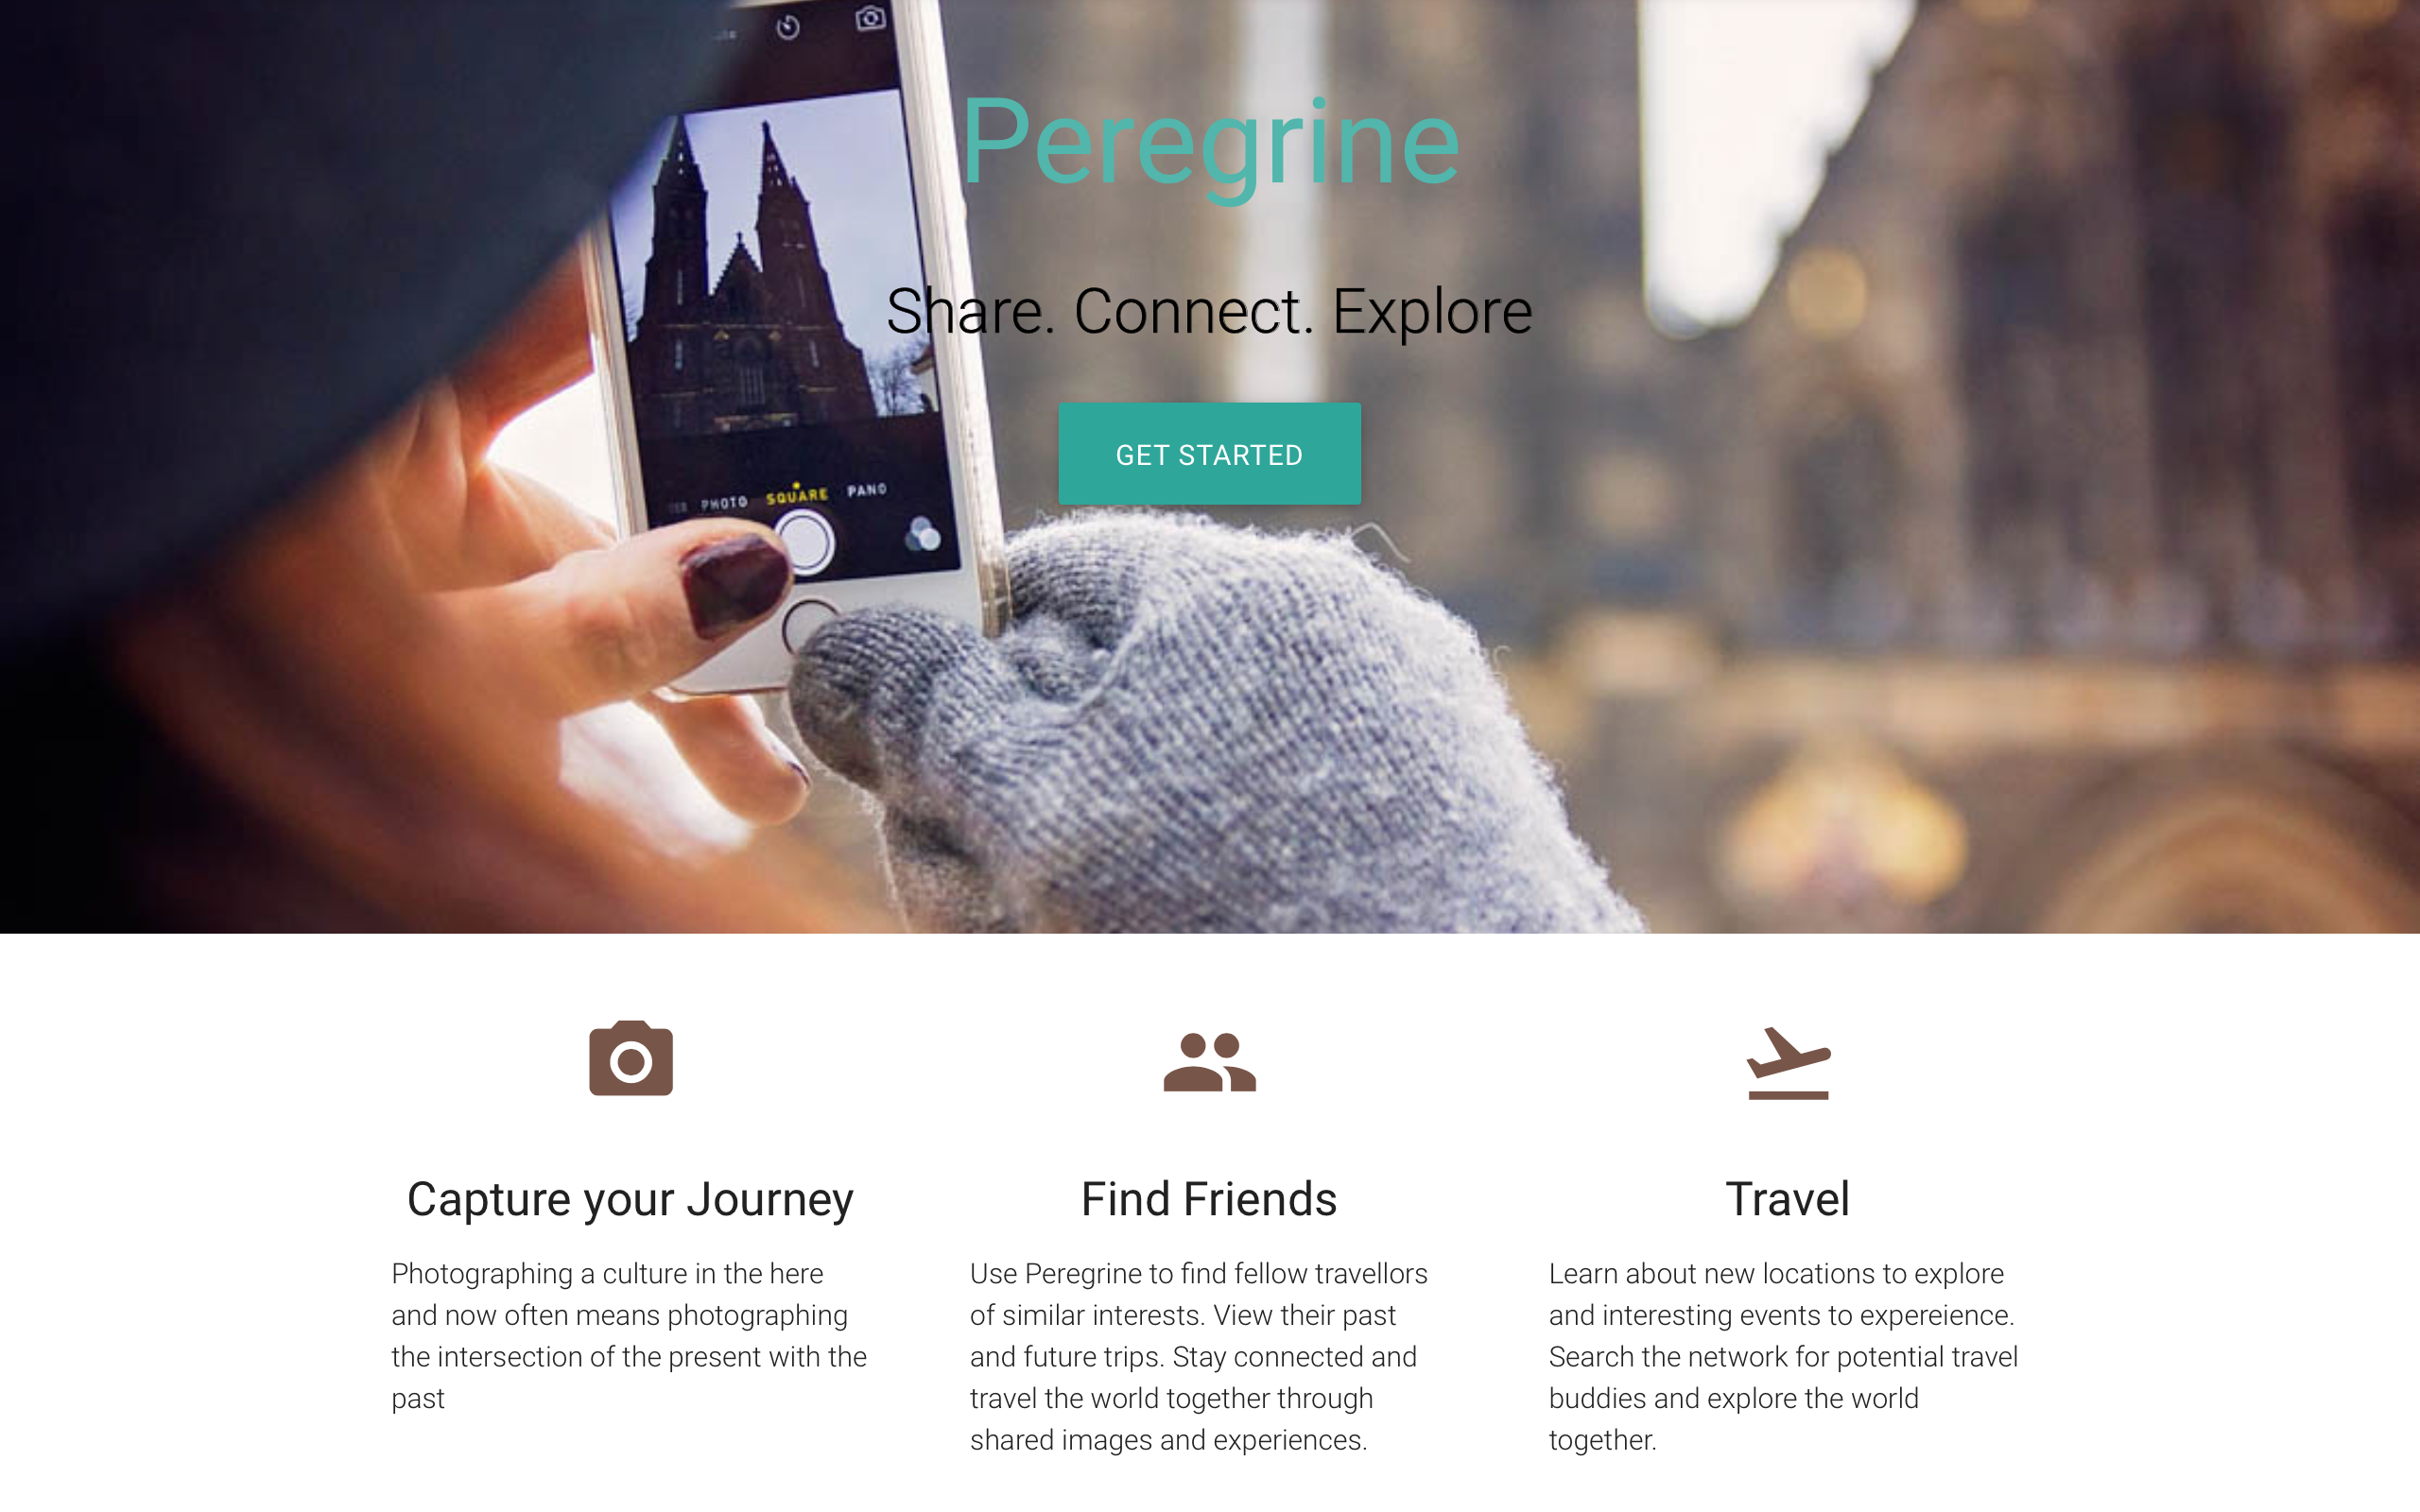 Peregrine
Share. Connect. Explore
GET STARTED
PHOTO SQUARE PANO
Capture your Journey
Photographing a culture in the here
and now often means photographing
the intersection of the present with the
past
Find Friends
Use Peregrine to find fellow travellors
of similar interests. View their past
and future trips. Stay connected and
travel the world together through
shared images and experiences.
Travel
Learn about new locations to explore
and interesting events to expereience.
Search the network for potential travel
buddies and explore the world
together.